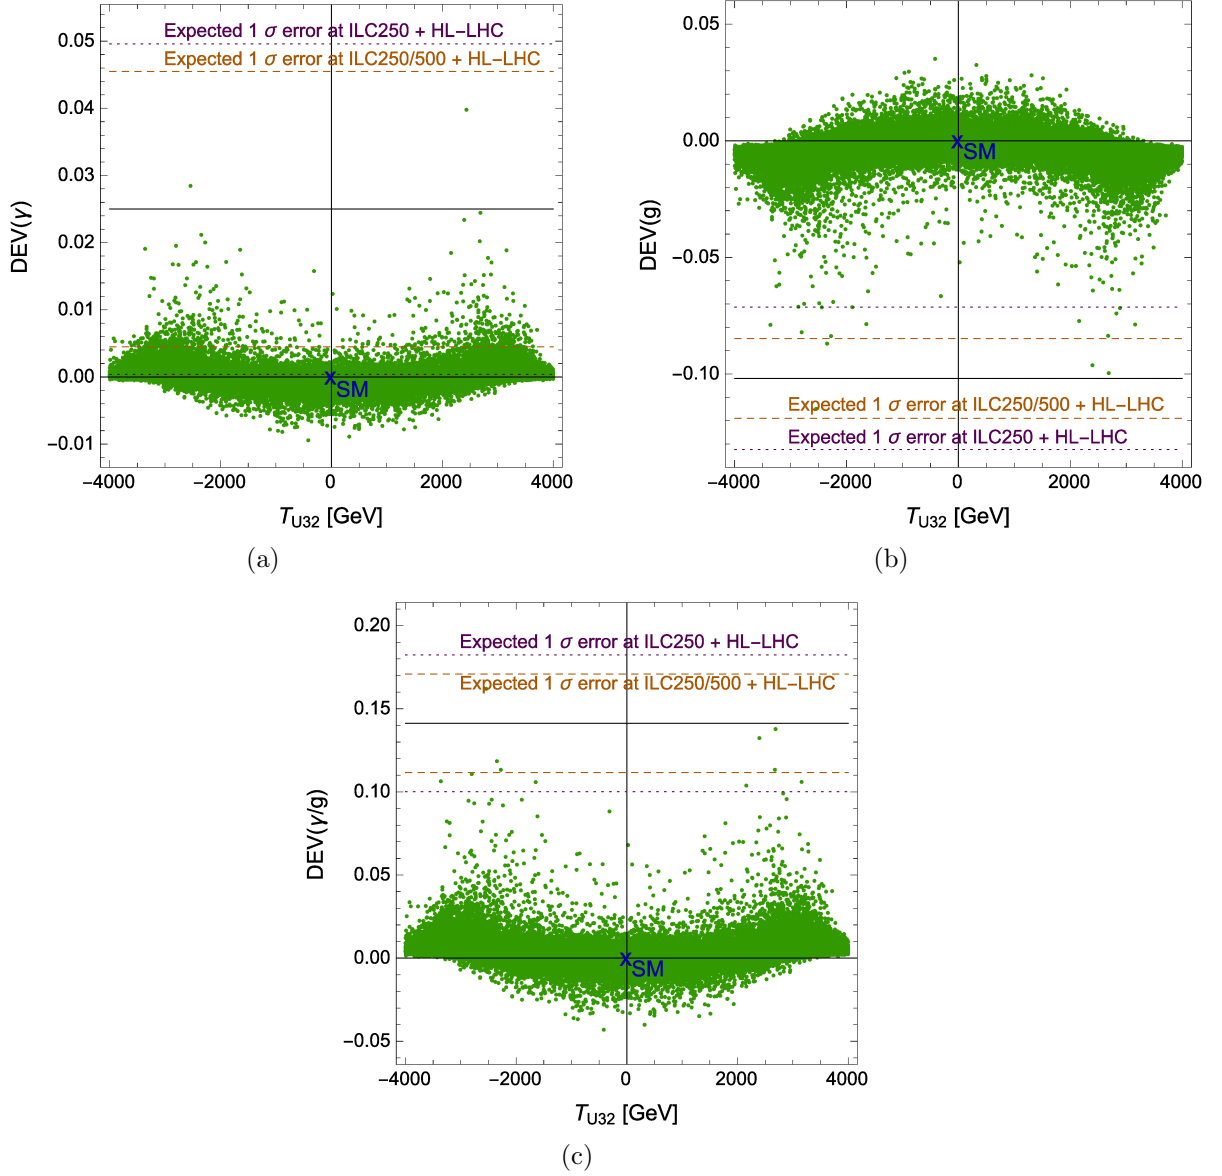 Expected 1 σ error at ILC250 + HL−LHC
Expected 1 σ error at ILC250/500 + HL−LHC
0.05
0.04
0.03
0.02
0.01
0.00
−0.01
DEV(γ)
SM
−4000 −2000 0 2000 4000
T_U32 [GeV]
(a)
0.05
0.00
−0.05
−0.10
DEV(g)
SM
Expected 1 σ error at ILC250/500 + HL−LHC
Expected 1 σ error at ILC250 + HL−LHC
−4000 −2000 0 2000 4000
T_U32 [GeV]
(b)
0.20
0.15
0.10
0.05
0.00
−0.05
DEV(γ/g)
Expected 1 σ error at ILC250 + HL−LHC
Expected 1 σ error at ILC250/500 + HL−LHC
SM
−4000 −2000 0 2000 4000
T_U32 [GeV]
(c)